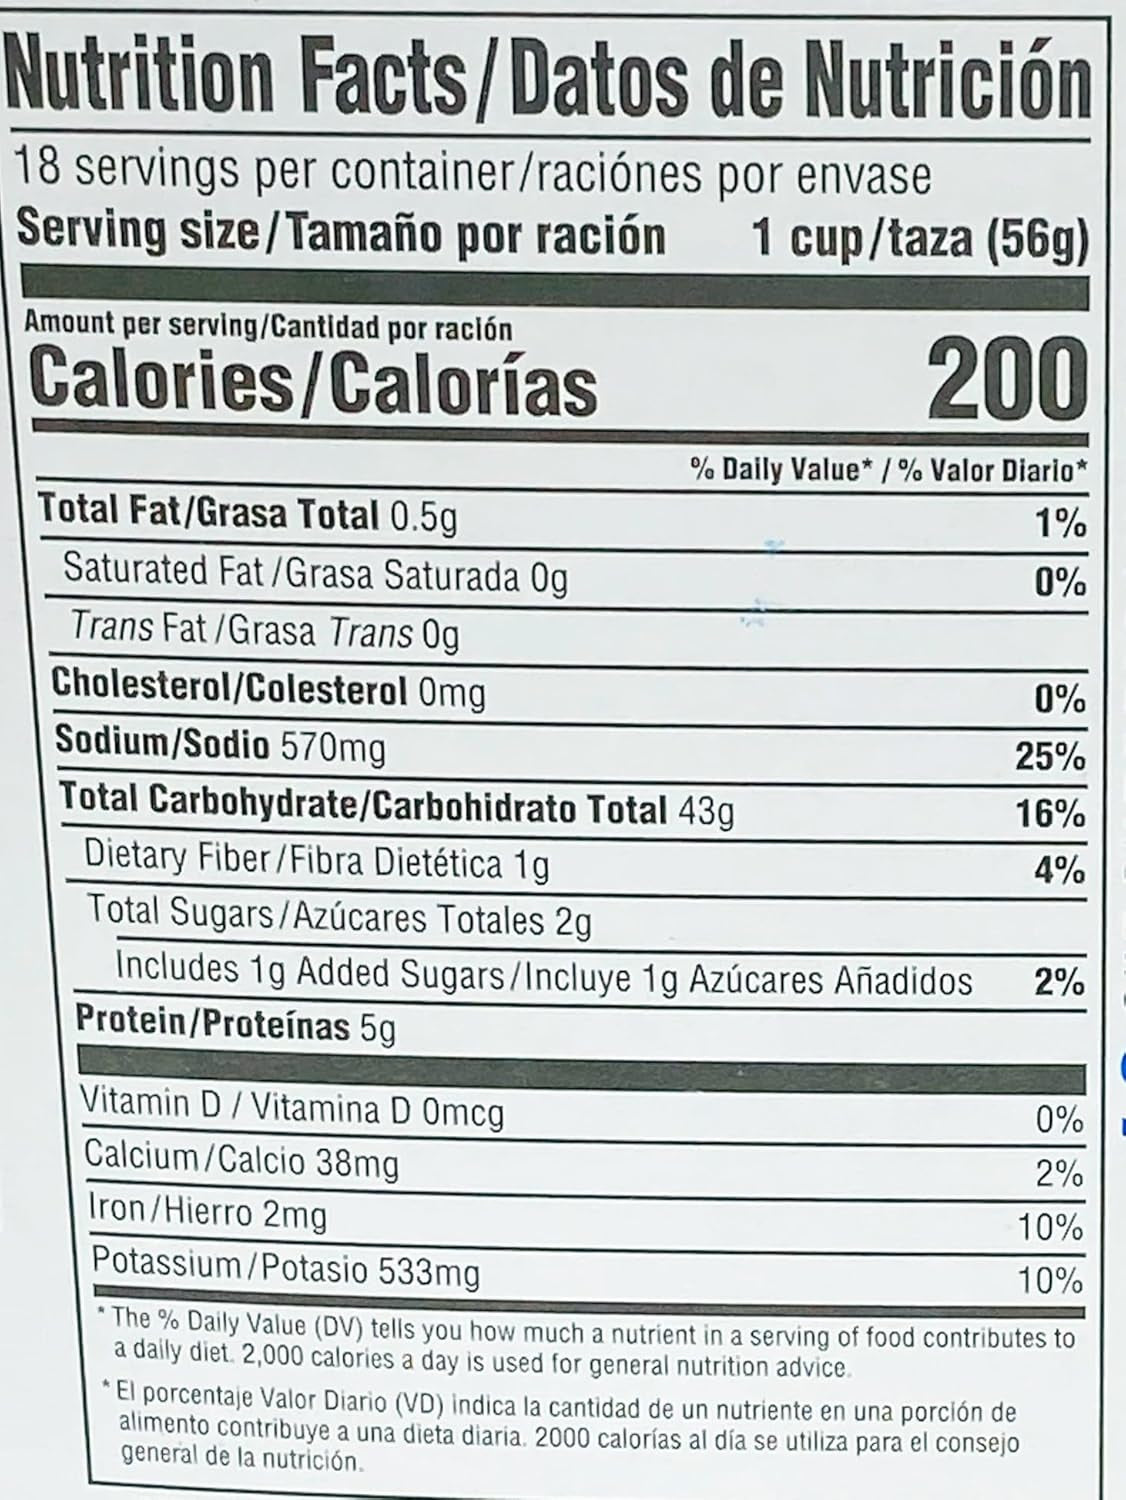 Nutrition Facts/Datos de Nutrición
18 servings per container/raciónes por envase
Serving size/Tamaño por ración 1 cup/taza (56g)
Amount per serving/Cantidad por ración
Calories/Calorías 200
% Daily Value* / % Valor Diario*
Total Fat/Grasa Total 0.5g 1%
Saturated Fat/Grasa Saturada 0g 0%
Trans Fat/Grasa Trans 0g
Cholesterol/Colesterol 0mg 0%
Sodium/Sodio 570mg 25%
Total Carbohydrate/Carbohidrato Total 43g 16%
Dietary Fiber/Fibra Dietética 1g 4%
Total Sugars/Azúcares Totales 2g
Includes 1g Added Sugars/Incluye 1g Azúcares Añadidos 2%
Protein/Proteínas 5g
Vitamin D / Vitamina D 0mcg 0%
Calcium/Calcio 38mg 2%
Iron/Hierro 2mg 10%
Potassium/Potasio 533mg 10%
* The % Daily Value (DV) tells you how much a nutrient in a serving of food contributes to
a daily diet. 2,000 calories a day is used for general nutrition advice.
* El porcentaje Valor Diario (VD) indica la cantidad de un nutriente en una porción de
alimento contribuye a una dieta diaria. 2000 calorías al día se utiliza para el consejo
general de la nutrición.